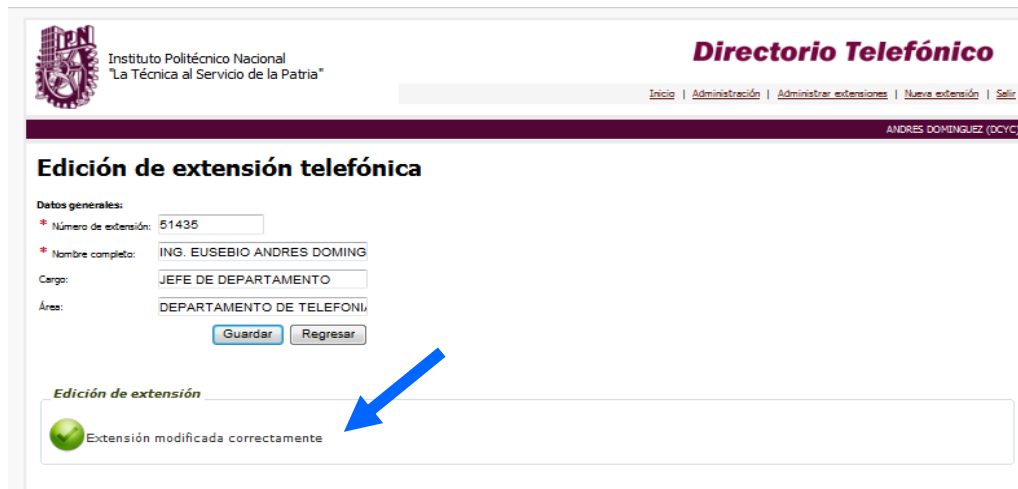 IPN
Instituto Politécnico Nacional
"La Técnica al Servicio de la Patria"
Directorio Telefónico
Inicio | Administración | Administrar extensiones | Nueva extensión | Salir
ANDRES DOMINGUEZ (DCYC)
Edición de extensión telefónica
Datos generales:
* Número de extensión: 51435
* Nombre completo: ING. EUSEBIO ANDRES DOMING
Cargo: JEFE DE DEPARTAMENTO
Área: DEPARTAMENTO DE TELEFONI
Guardar Regresar
Edición de extensión
Extensión modificada correctamente